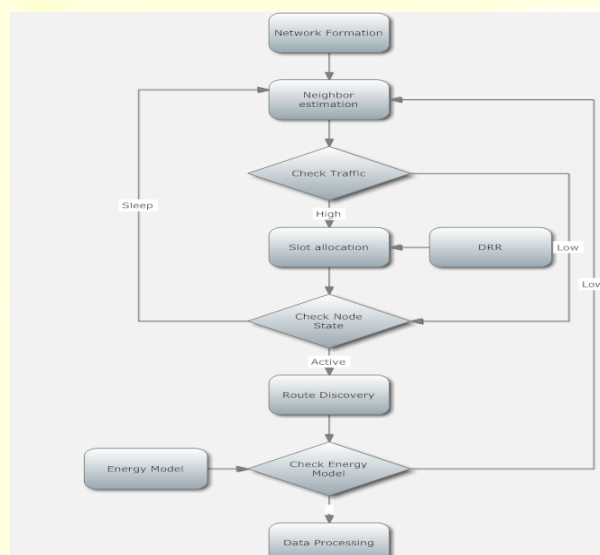 Network Formation
Neighbor
estimation
Check Traffic
Sleep
High
Slot allocation
DRR
Low
Low
Check Node
State
Active
Route Discovery
Energy Model
Check Energy
Model
Data Processing